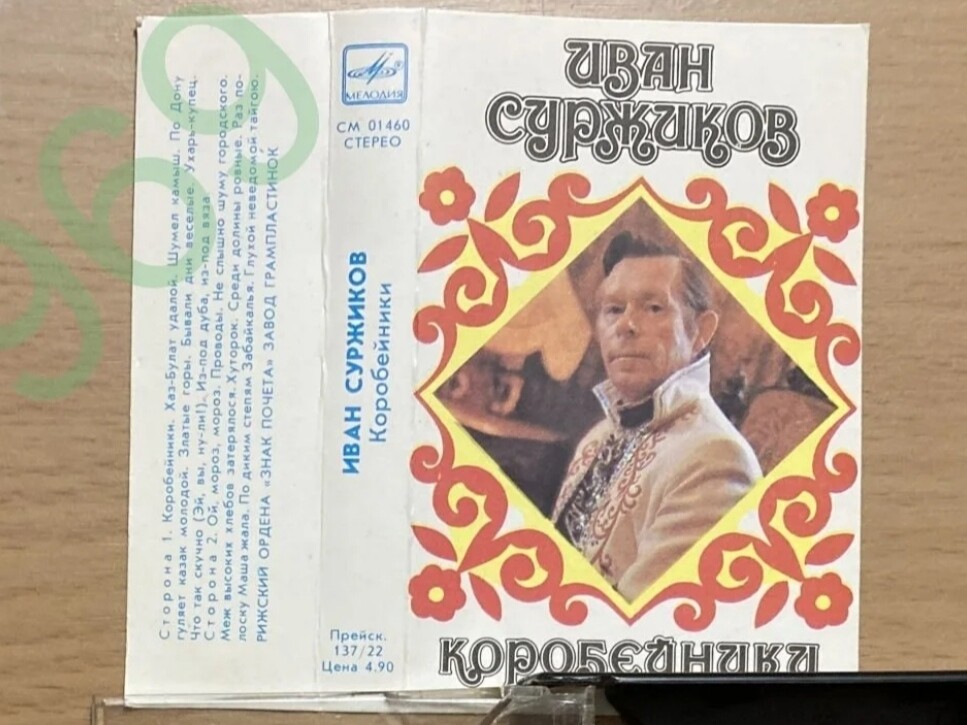 Сторона 1. Коробейники. Хаз-Булат удалой. Шумел камыш. По Дону
гуляет казак молодой. Златые горы. Бывали дни веселые. Ухарь-купец.
Что так скучно (Эй, вы, ну-ли!). Из-под дуба, из-под вяза
Сторона 2. Ой, мороз, мороз. Проводы. Не слышно шуму городского.
Меж высоких хлебов затерялося. Хуторок. Среди долины ровные. Раз по-
лоску Маша жала. По диким степям Забайкалья. Глухой неведомой тайгою.
РИЖСКИЙ ОРДЕНА «ЗНАК ПОЧЕТА» ЗАВОД ГРАМПЛАСТИНОК
МЕЛОДИЯ
СМ 01460
СТЕРЕО
ИВАН СУРЖИКОВ
Коробейники
Прейск.
137/22
Цена 4.90
ИВАН
СУРЖИКОВ
КОРОБЕЙНИКИ